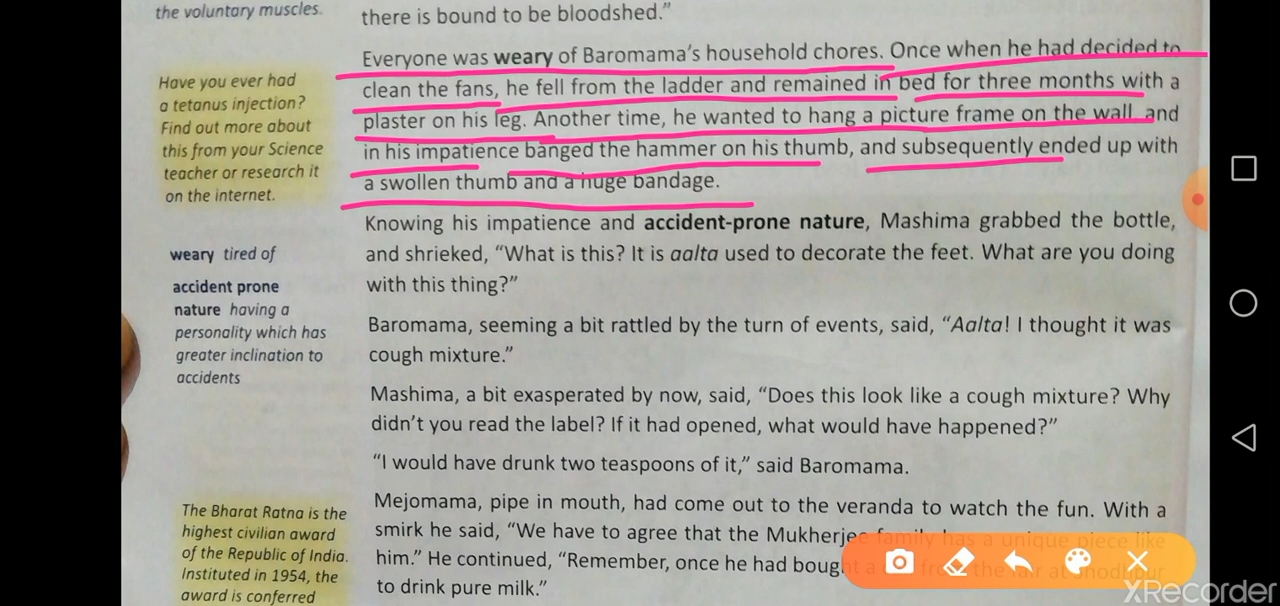 the voluntary muscles.
there is bound to be bloodshed.”
Everyone was weary of Baromama’s household chores. Once when he had decided to
clean the fans, he fell from the ladder and remained in bed for three months with a
plaster on his leg. Another time, he wanted to hang a picture frame on the wall and
in his impatience banged the hammer on his thumb, and subsequently ended up with
a swollen thumb and a huge bandage.
Have you ever had
a tetanus injection?
Find out more about
this from your Science
teacher or research it
on the internet.
Knowing his impatience and accident-prone nature, Mashima grabbed the bottle,
and shrieked, “What is this? It is aalta used to decorate the feet. What are you doing
with this thing?”
weary tired of
accident prone
nature having a
personality which has
greater inclination to
accidents
Baromama, seeming a bit rattled by the turn of events, said, “Aalta! I thought it was
cough mixture.”
Mashima, a bit exasperated by now, said, “Does this look like a cough mixture? Why
didn’t you read the label? If it had opened, what would have happened?”
“I would have drunk two teaspoons of it,” said Baromama.
Mejomama, pipe in mouth, had come out to the veranda to watch the fun. With a
smirk he said, “We have to agree that the Mukherjee family has a unique piece like
him.” He continued, “Remember, once he had bought a from the fair at
to drink pure milk.”
The Bharat Ratna is the
highest civilian award
of the Republic of India.
Instituted in 1954, the
award is conferred
XRecorder